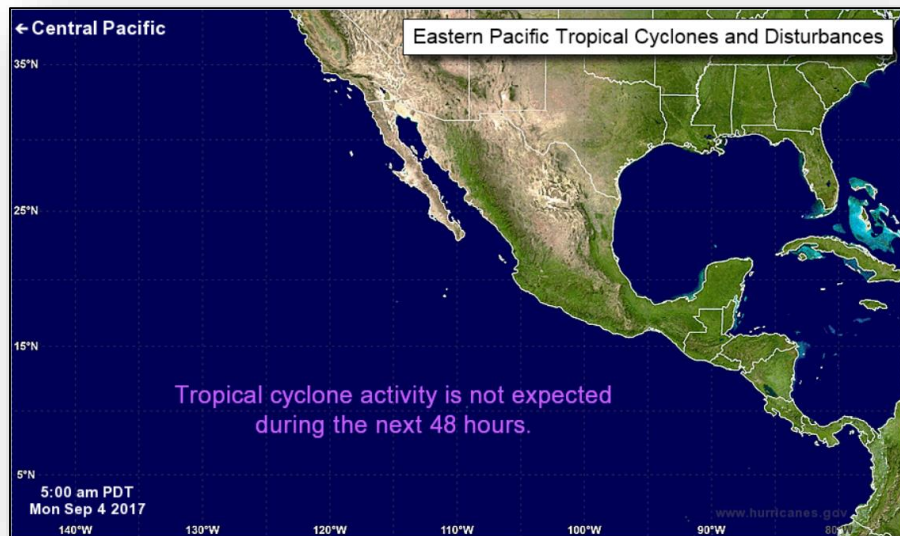 ←Central Pacific
Eastern Pacific Tropical Cyclones and Disturbances
35°N
25°N
15°N
Tropical cyclone activity is not expected
during the next 48 hours.
5°N
5:00 am PDT
Mon Sep 4 2017
www.hurricanes.gov
140°W 130°W 120°W 110°W 100°W 90°W 80°W